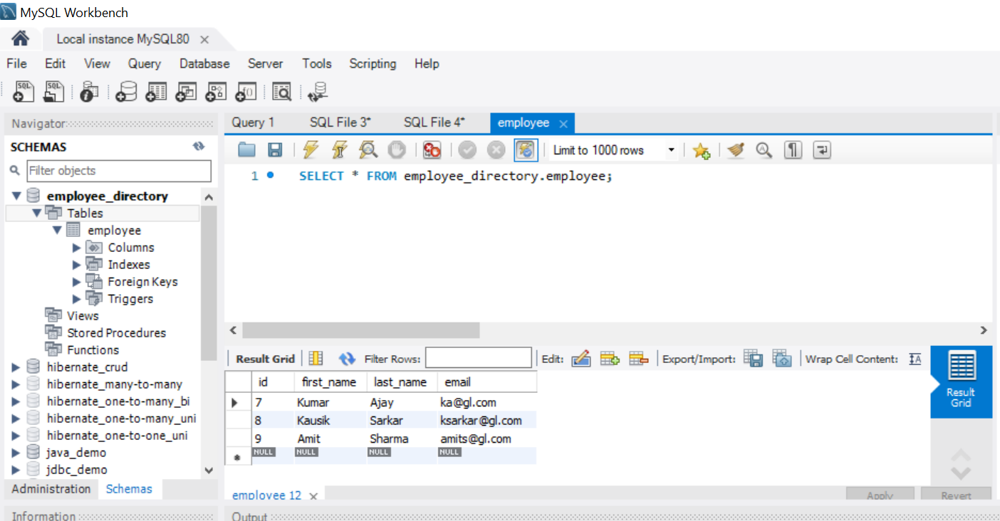 MySQL Workbench
Local instance MySQL80
File Edit View Query Database Server Tools Scripting Help
SQL SQL
Navigator
SCHEMAS
Filter objects
employee_directory
Tables
employee
Columns
Indexes
Foreign Keys
Triggers
Views
Stored Procedures
Functions
hibernate_crud
hibernate_many-to-many
hibernate_one-to-many_bi
hibernate_one-to-many_uni
hibernate_one-to-one_uni
java_demo
jdbc_demo
Administration Schemas
Information
Query 1 SQL File 3* SQL File 4* employee
Limit to 1000 rows
1 SELECT * FROM employee_directory.employee;
Result Grid Filter Rows: Edit: Export/Import: Wrap Cell Content:
id first_name last_name email
7 Kumar Ajay ka@gl.com
8 Kausik Sarkar ksarkar@gl.com
9 Amit Sharma amits@gl.com
NULL NULL NULL NULL
Result
Grid
employee 12
Apply Revert
Output